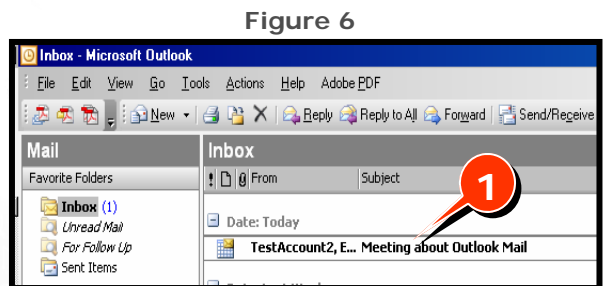 Figure 6
Inbox - Microsoft Outlook
File Edit View Go Tools Actions Help Adobe PDF
New Reply Reply to All Forward Send/Receive
Mail Inbox
Favorite Folders ! From Subject
1
Inbox (1)
Date: Today
Unread Mail
For Follow Up TestAccount2, E... Meeting about Outlook Mail
Sent Items